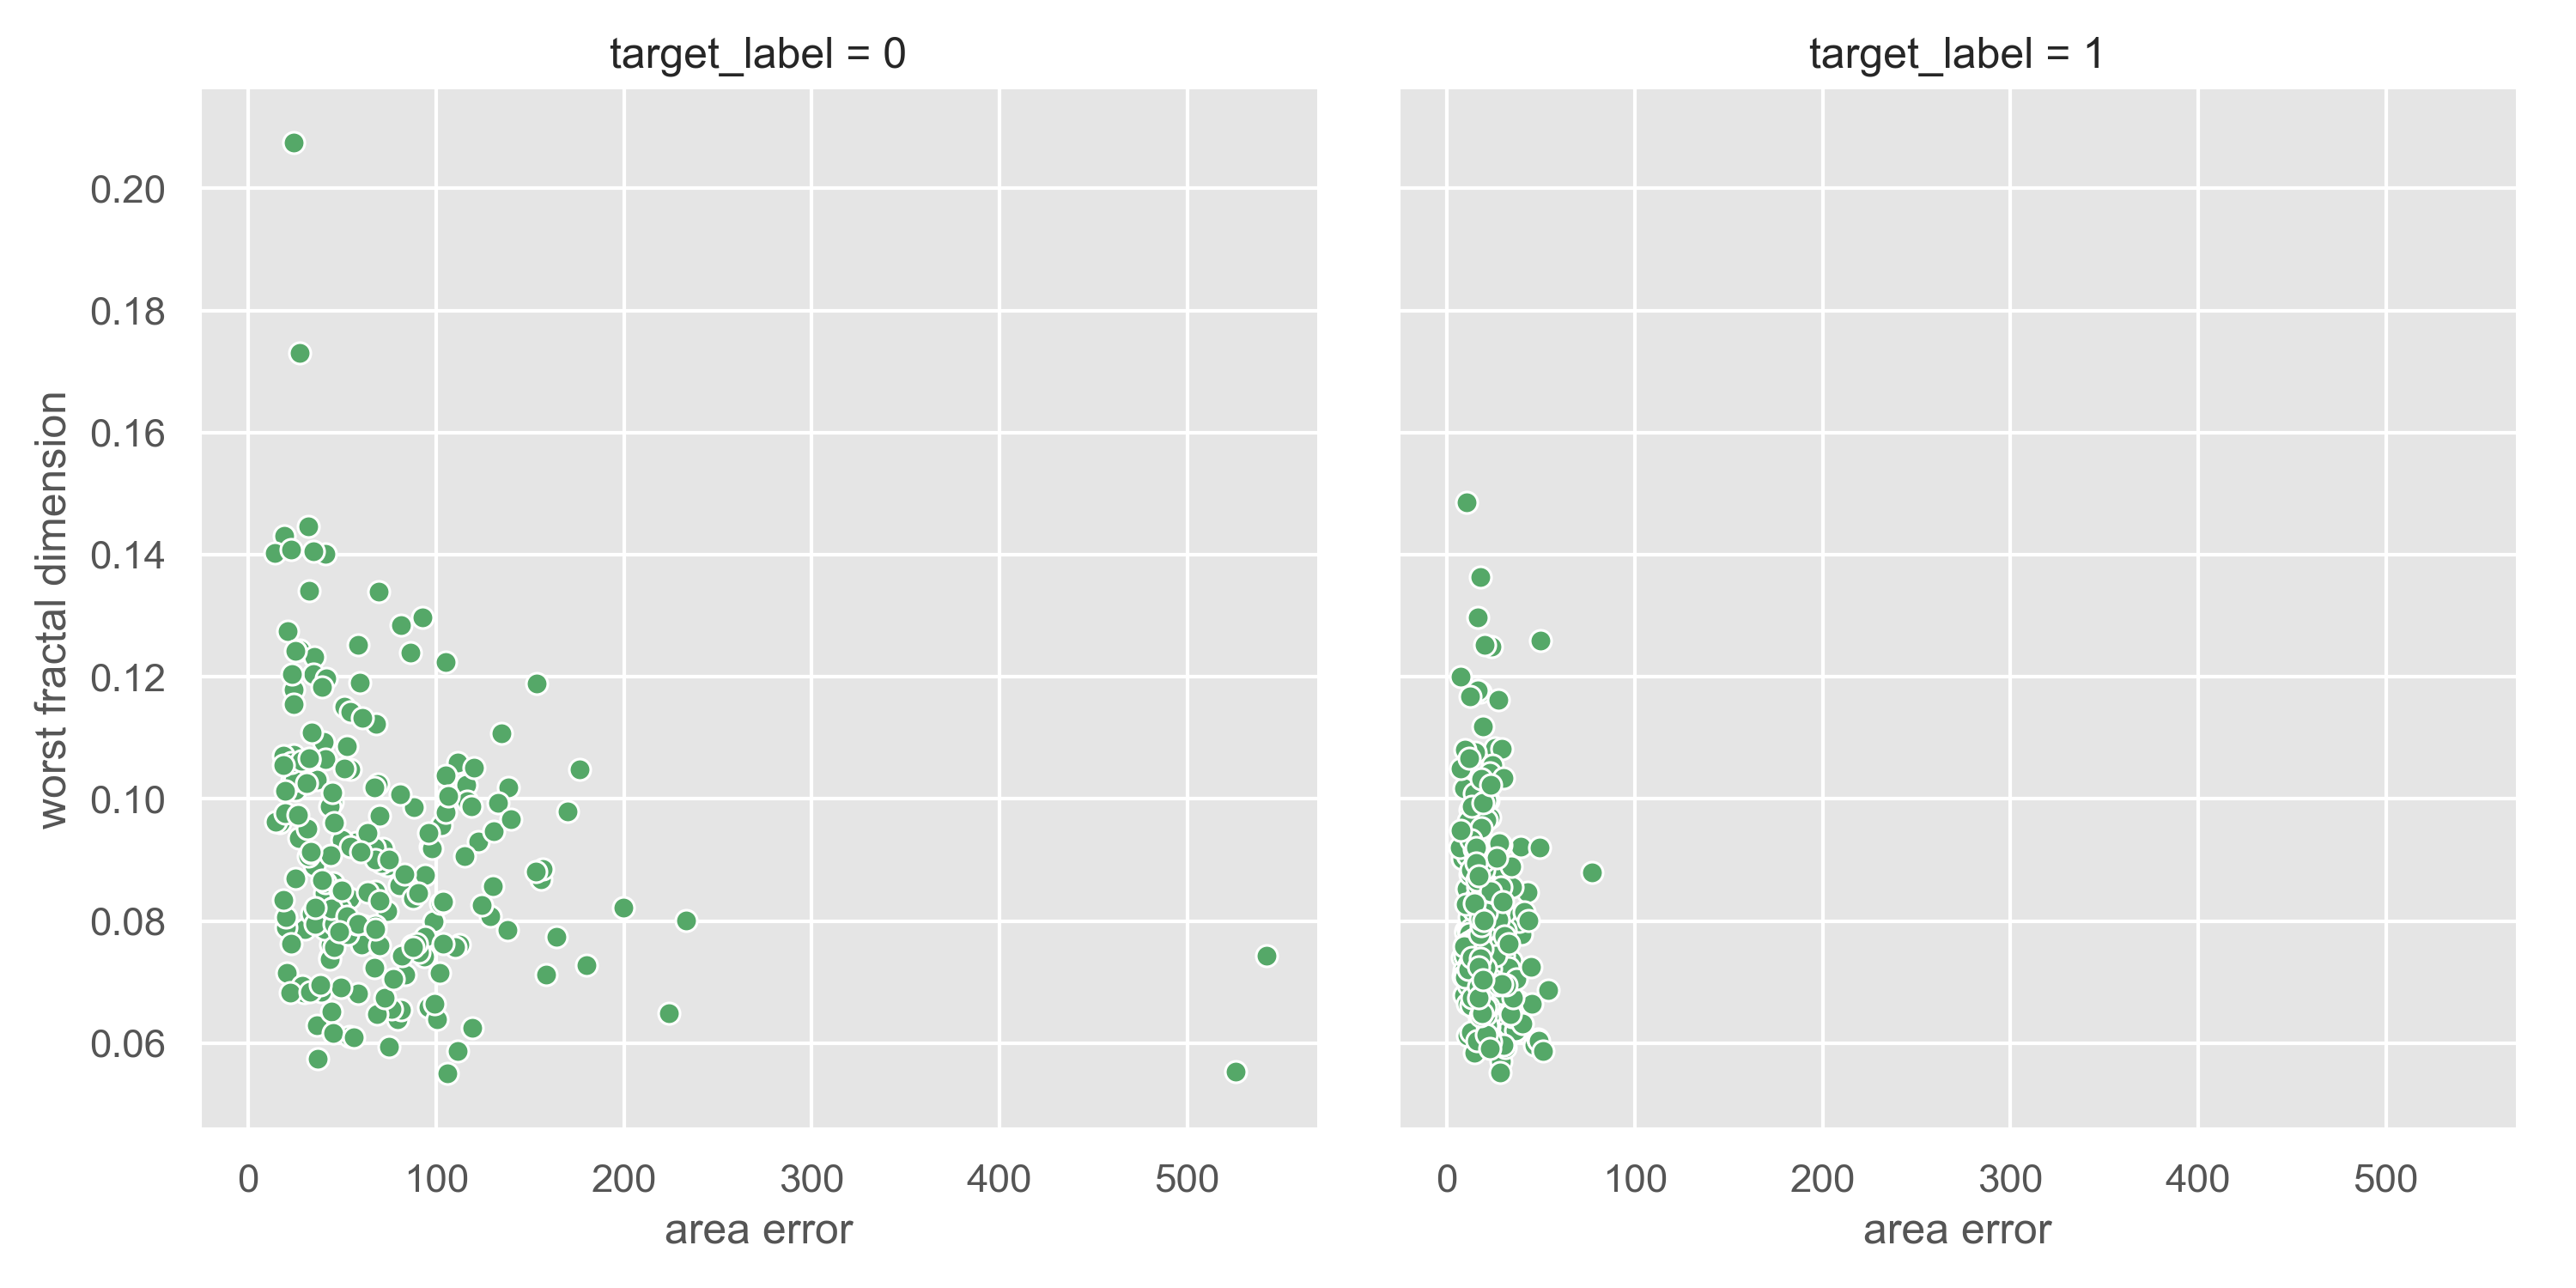 target_label = 0
target_label = 1
worst fractal dimension
0.20
0.18
0.16
0.14
0.12
0.10
0.08
0.06
0 100 200 300 400 500
0 100 200 300 400 500
area error
area error